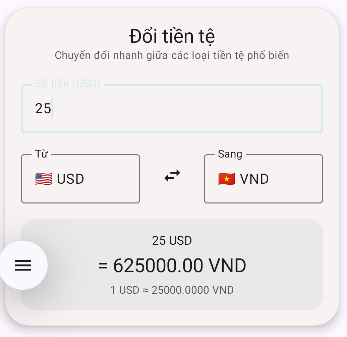 Đổi tiền tệ
Chuyển đổi nhanh giữa các loại tiền tệ phổ biến
Số tiền (USD)
25
Từ
USD
Sang
VND
25 USD
= 625000.00 VND
1 USD ≈ 25000.0000 VND